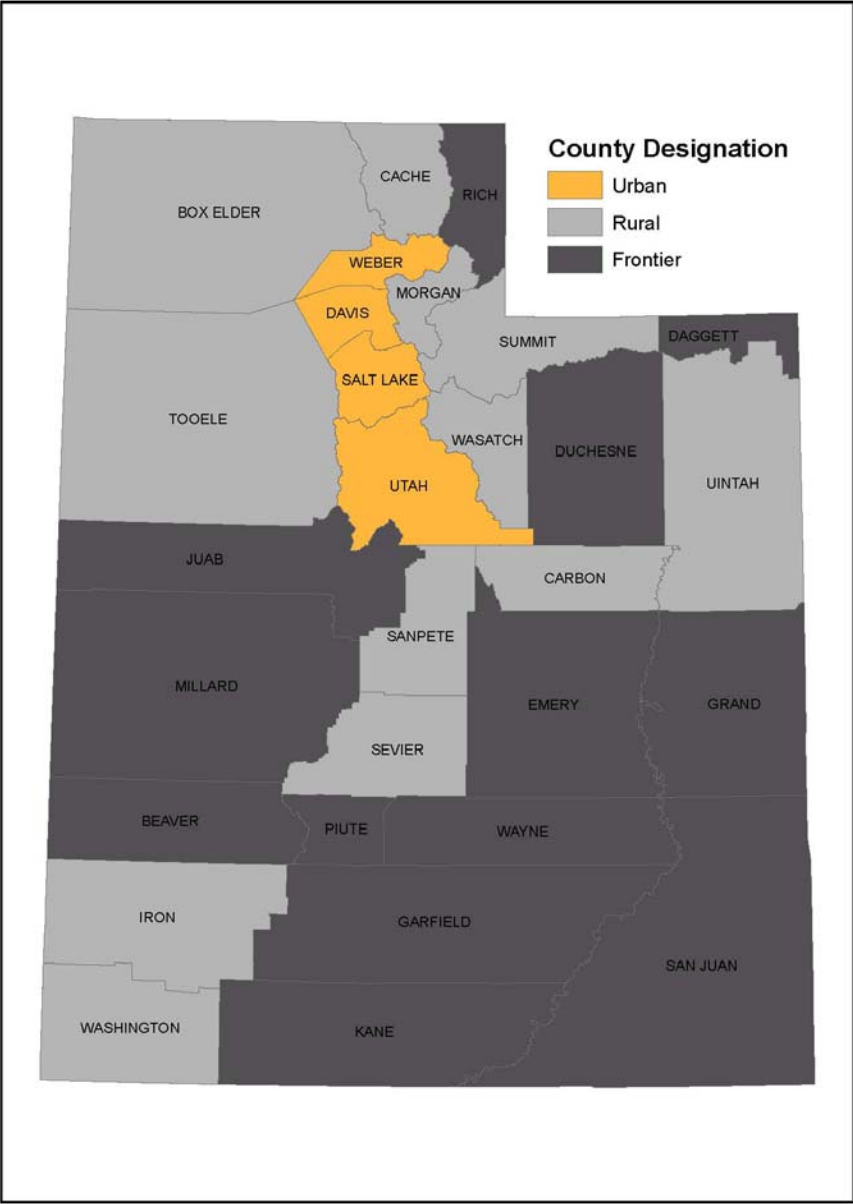 County Designation
Urban
Rural
Frontier
CACHE
RICH
BOX ELDER
WEBER
MORGAN
DAVIS
SUMMIT
DAGGETT
SALT LAKE
TOOELE
WASATCH
DUCHESNE
UTAH
UINTAH
JUAB
CARBON
SANPETE
MILLARD
EMERY
GRAND
SEVIER
BEAVER
PIUTE
WAYNE
IRON
GARFIELD
SAN JUAN
WASHINGTON
KANE